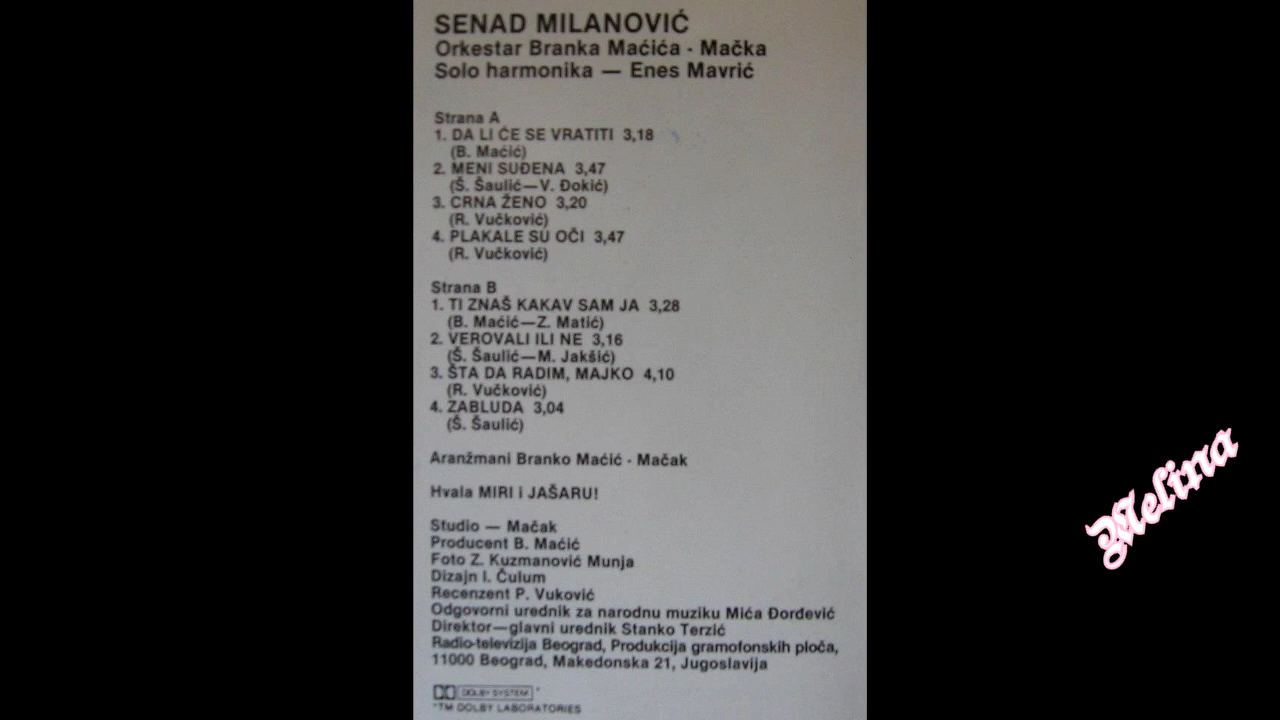 SENAD MILANOVIĆ
Orkestar Branka Maćića - Mačka
Solo harmonika — Enes Mavrić
Strana A
1. DA LI ĆE SE VRATITI 3,18
(B. Maćić)
2. MENI SUĐENA 3,47
(Š. Šaulić—V. Đokić)
3. CRNA ŽENO 3,20
(R. Vučković)
4. PLAKALE SU OČI 3,47
(R. Vučković)
Strana B
1. TI ZNAŠ KAKAV SAM JA 3,28
(B. Maćić—Z. Matić)
2. VEROVALI ILI NE 3,16
(Š. Šaulić—M. Jakšić)
3. ŠTA DA RADIM, MAJKO 4,10
(R. Vučković)
4. ZABLUDA 3,04
(Š. Šaulić)
Aranžmani Branko Maćić - Mačak
Hvala MIRI i JAŠARU!
Studio — Mačak
Producent B. Maćić
Foto Z. Kuzmanović Munja
Dizajn I. Čulum
Recenzent P. Vuković
Odgovorni urednik za narodnu muziku Mića Đorđević
Direktor—glavni urednik Stanko Terzić
Radio-televizija Beograd, Produkcija gramofonskih ploča,
11000 Beograd, Makedonska 21, Jugoslavija
DOLBY SYSTEM *
*TM DOLBY LABORATORIES
Melina